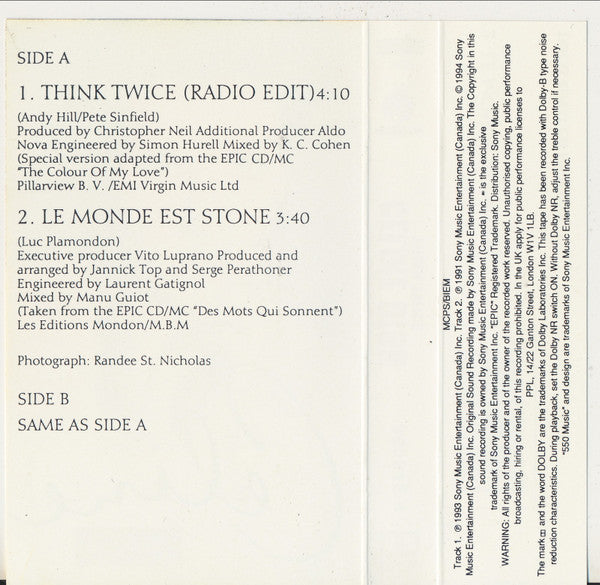 SIDE A
1. THINK TWICE (RADIO EDIT)4:10
(Andy Hill/Pete Sinfield)
Produced by Christopher Neil Additional Producer Aldo
Nova Engineered by Simon Hurell Mixed by K. C. Cohen
(Special version adapted from the EPIC CD/MC
"The Colour Of My Love")
Pillarview B. V. /EMI Virgin Music Ltd
2. LE MONDE EST STONE 3:40
(Luc Plamondon)
Executive producer Vito Luprano Produced and
arranged by Jannick Top and Serge Perathoner
Engineered by Laurent Gatignol
Mixed by Manu Guiot
(Taken from the EPIC CD/MC "Des Mots Qui Sonnent")
Les Editions Mondon/M.B.M
Photograph: Randee St. Nicholas
SIDE B
SAME AS SIDE A
MCPS/BIEM
Track 1. ℗ 1993 Sony Music Entertainment (Canada) Inc. Track 2. ℗ 1991 Sony Music Entertainment (Canada) Inc. © 1994 Sony
Music Entertainment (Canada) Inc. Original Sound Recording made by Sony Music Entertainment (Canada) Inc. The Copyright in this
sound recording is owned by Sony Music Entertainment (Canada) Inc. is the exclusive
trademark of Sony Music Entertainment Inc. "EPIC" Registered Trademark. Distribution: Sony Music.
WARNING: All rights of the producer and of the owner of the recorded work reserved. Unauthorised copying, public performance
broadcasting, hiring or rental, of this recording prohibited. In the UK apply for public performance licenses to
PPL, 14/22 Ganton Street, London W1V 1LB.
The mark and the word DOLBY are the trademarks of Dolby Laboratories Inc. This tape has been recorded with Dolby-B type noise
reduction characteristics. During playback, set the Dolby NR switch ON. Without Dolby NR, adjust the treble control if necessary.
"550 Music" and design are trademarks of Sony Music Entertainment Inc.